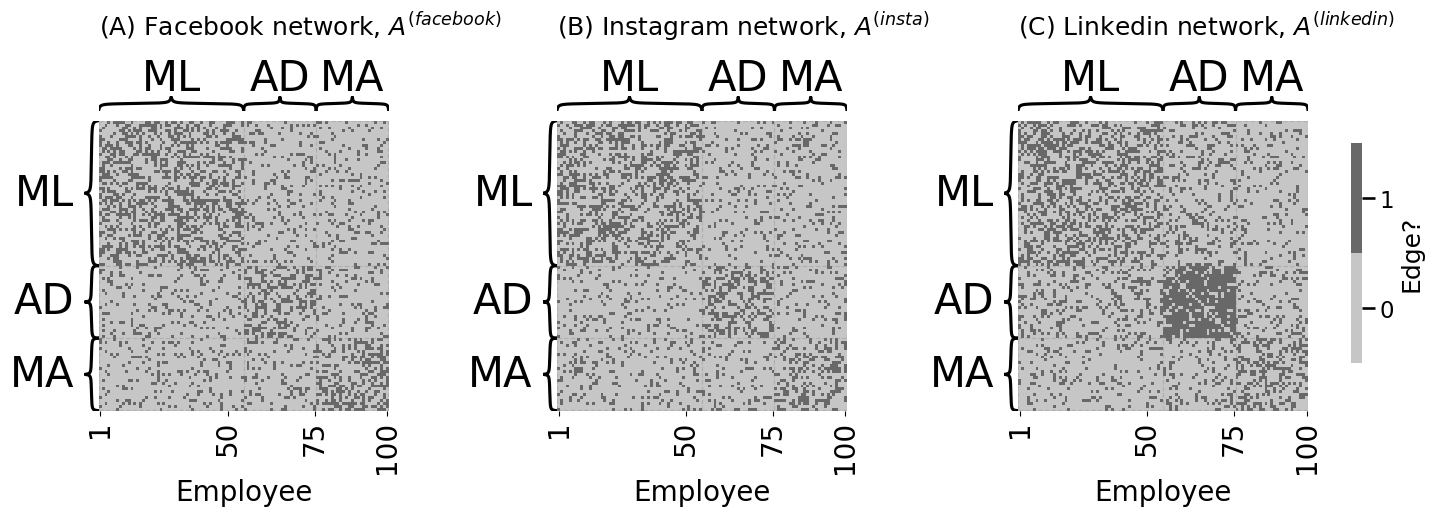 (A) Facebook network, A^(facebook)
(B) Instagram network, A^(insta)
(C) Linkedin network, A^(linkedin)
ML AD MA
ML AD MA
ML AD MA
ML
AD
MA
1 50 75 100
Employee
ML
AD
MA
1 50 75 100
Employee
ML
AD
MA
1 50 75 100
Employee
1
0
Edge?